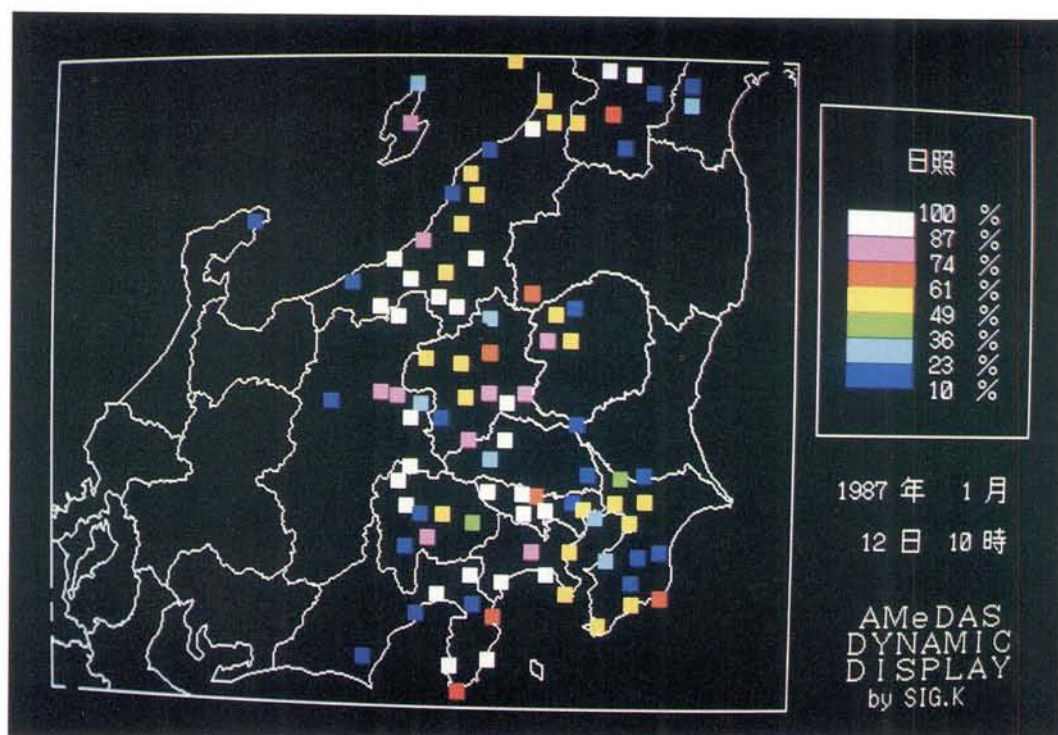 日照
100 %
87 %
74 %
61 %
49 %
36 %
23 %
10 %
1987 年 1 月
12 日 10 時
AMeDAS
DYNAMIC
DISPLAY
by SIG.K